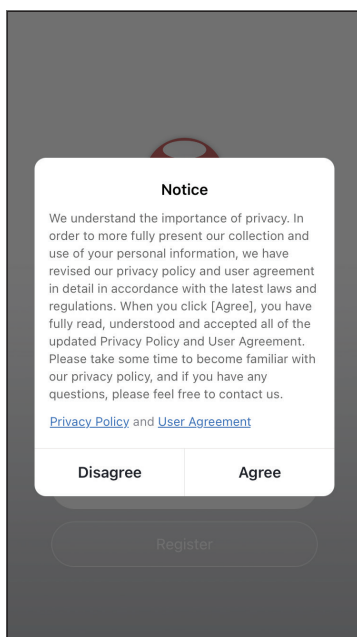 Notice
We understand the importance of privacy. In
order to more fully present our collection and
use of your personal information, we have
revised our privacy policy and user agreement
in detail in accordance with the latest laws and
regulations. When you click [Agree], you have
fully read, understood and accepted all of the
updated Privacy Policy and User Agreement.
Please take some time to become familiar with
our privacy policy, and if you have any
questions, please feel free to contact us.
Privacy Policy and User Agreement
Disagree Agree
Register